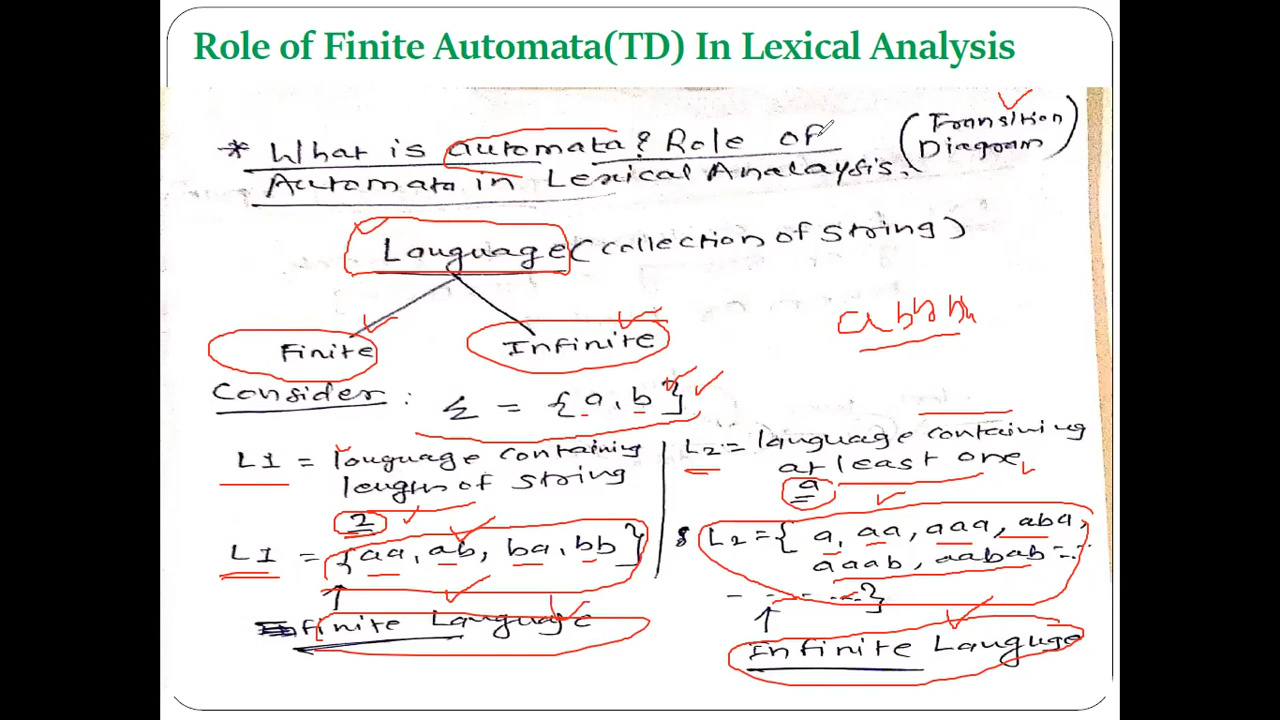 Role of Finite Automata(TD) In Lexical Analysis
* What is automata? Role of
Automata in Lexical Analaysis.
(Transition
Diagram)
Language (collection of string)
Finite
Infinite
abbbb
Consider : Σ = {a, b}
L1 = language containing
length of string
2
L1 = {aa, ab, ba, bb}
finite Language
L2 = language containing
at least one
a
L2 = { a, aa, aaa, aba,
aaab, aabab ...
- - - - - - }
Infinite Languge